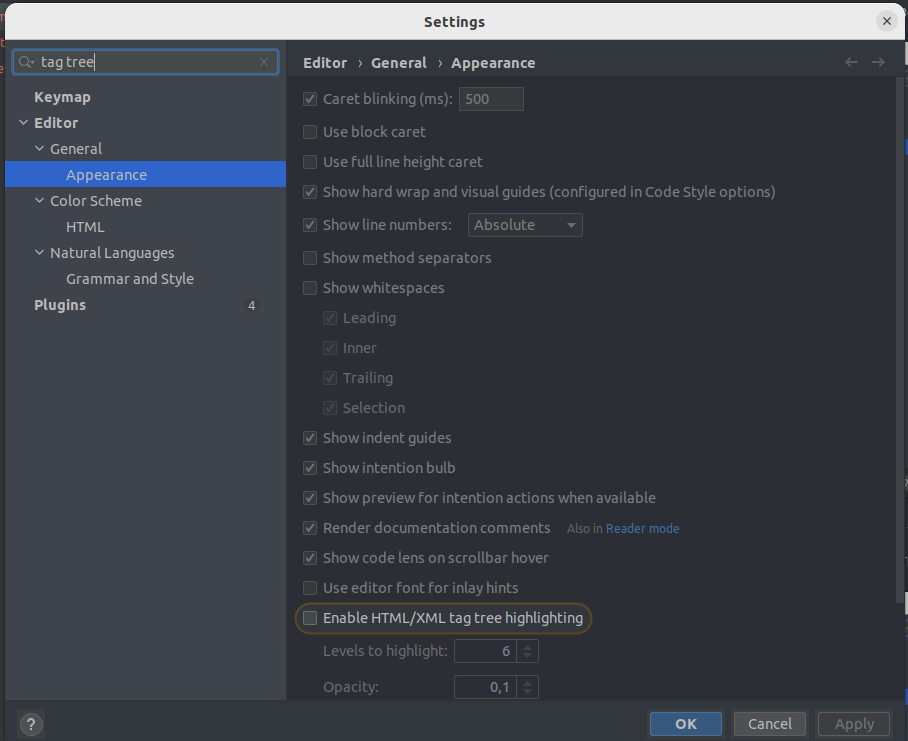 Settings
tag tree
Keymap
Editor
General
Appearance
Color Scheme
HTML
Natural Languages
Grammar and Style
Plugins 4
Editor › General › Appearance
Caret blinking (ms): 500
Use block caret
Use full line height caret
Show hard wrap and visual guides (configured in Code Style options)
Show line numbers: Absolute
Show method separators
Show whitespaces
Leading
Inner
Trailing
Selection
Show indent guides
Show intention bulb
Show preview for intention actions when available
Render documentation comments Also in Reader mode
Show code lens on scrollbar hover
Use editor font for inlay hints
Enable HTML/XML tag tree highlighting
Levels to highlight: 6
Opacity: 0,1
? OK Cancel Apply